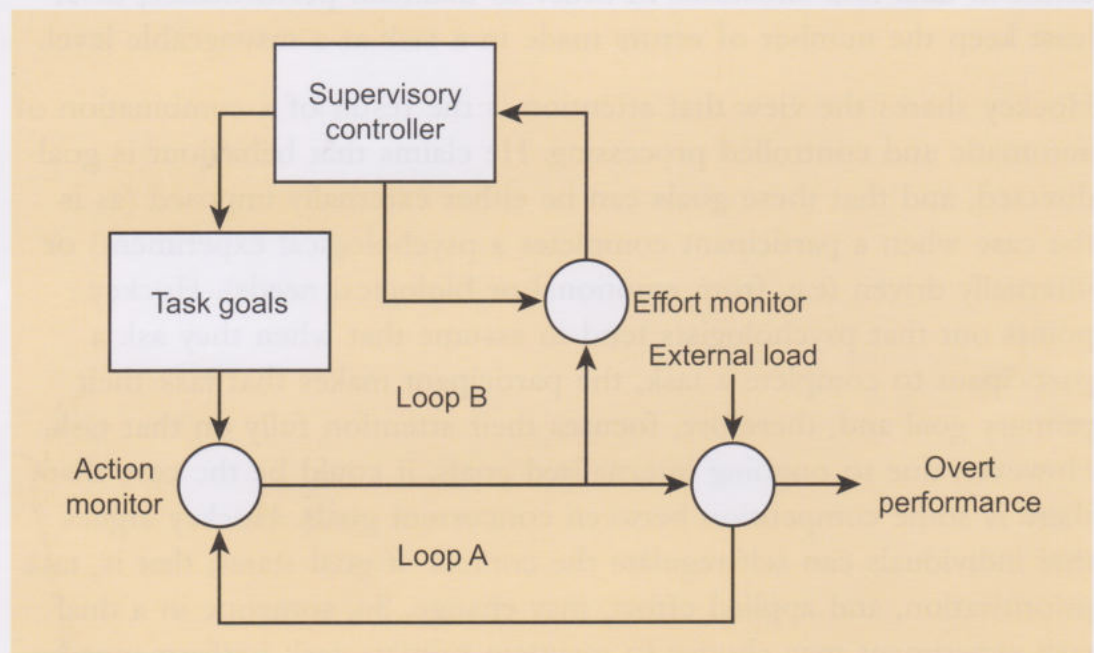 Supervisory
controller
Task goals
Effort monitor
External load
Loop B
Action
monitor
Overt
performance
Loop A